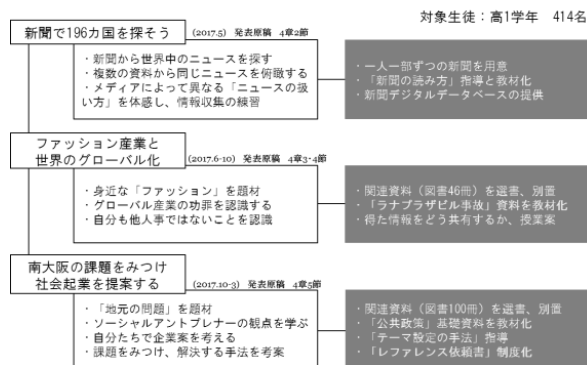 対象生徒：高1学年　414名
新聞で196カ国を探そう
(2017.5)　発表原稿　4章2節
・新聞から世界中のニュースを探す
・複数の資料から同じニュースを俯瞰する
・メディアによって異なる「ニュースの扱
い方」を体感し、情報収集の練習
・一人一部ずつの新聞を用意
・「新聞の読み方」指導と教材化
・新聞デジタルデータベースの提供
ファッション産業と
世界のグローバル化
(2017.6-10)　発表原稿　4章3・4節
・身近な「ファッション」を題材
・グローバル産業の功罪を認識する
・自分も他人事ではないことを認識
・関連資料（図書46冊）を選書、別置
・「ラナプラザビル事故」資料を教材化
・得た情報をどう共有するか、授業案
南大阪の課題をみつけ
社会起業を提案する
(2017.10-3)　発表原稿　4章5節
・「地元の問題」を題材
・ソーシャルアントプレナーの観点を学ぶ
・自分たちで企業案を考える
・課題をみつけ、解決する手法を考案
・関連資料（図書100冊）を選書、別置
・「公共政策」基礎資料を教材化
・「テーマ設定の手法」指導
・「レファレンス依頼書」制度化